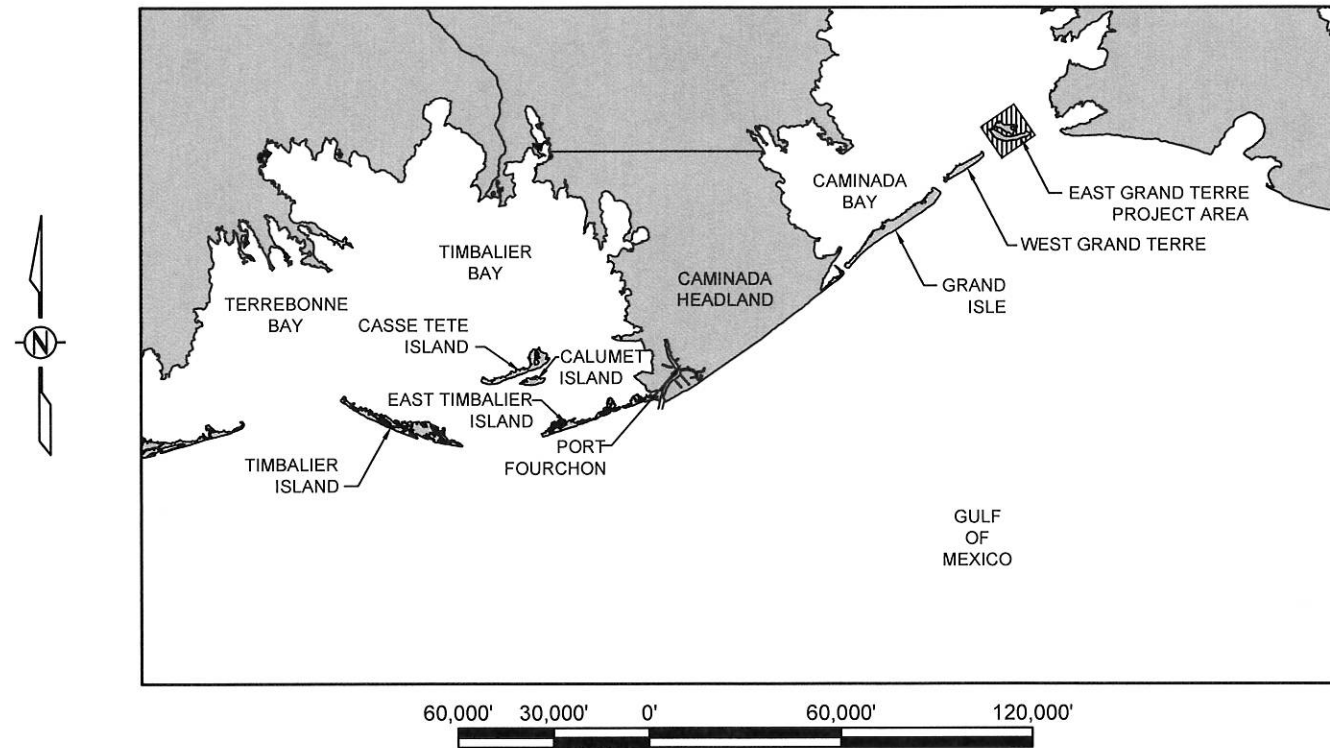 CAMINADA
BAY
EAST GRAND TERRE
PROJECT AREA
WEST GRAND TERRE
TIMBALIER
BAY
CAMINADA
HEADLAND
GRAND
ISLE
TERREBONNE
BAY
CASSE TETE
ISLAND
CALUMET
ISLAND
EAST TIMBALIER
ISLAND
PORT
FOURCHON
TIMBALIER
ISLAND
GULF
OF
MEXICO
N
60,000' 30,000' 0' 60,000' 120,000'